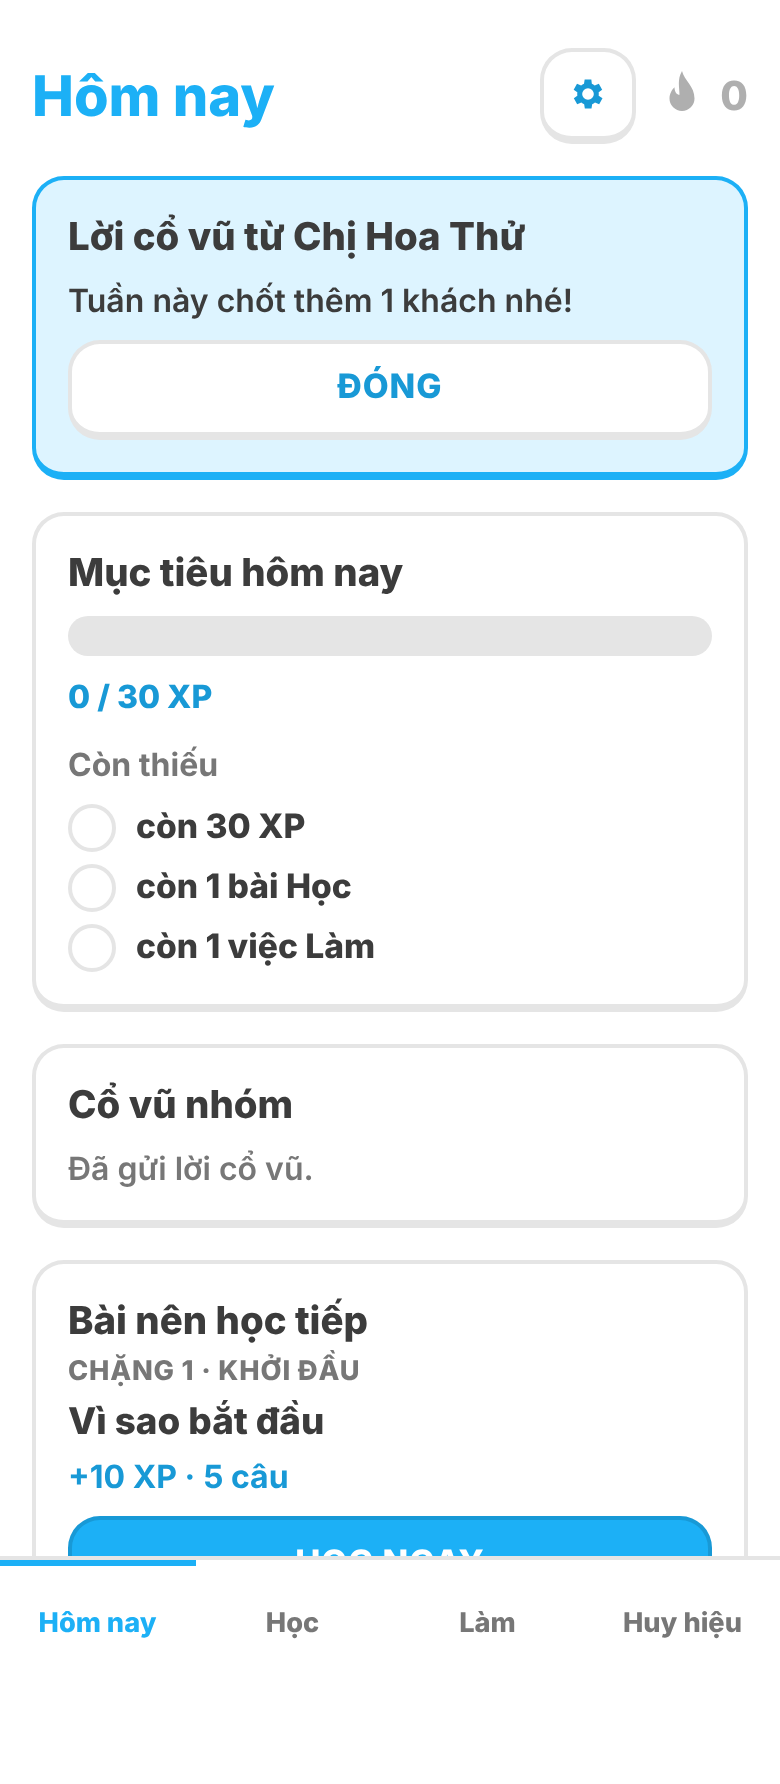 Hôm nay
0
Lời cổ vũ từ Chị Hoa Thử
Tuần này chốt thêm 1 khách nhé!
ĐÓNG
Mục tiêu hôm nay
0 / 30 XP
Còn thiếu
còn 30 XP
còn 1 bài Học
còn 1 việc Làm
Cổ vũ nhóm
Đã gửi lời cổ vũ.
Bài nên học tiếp
CHẶNG 1 · KHỞI ĐẦU
Vì sao bắt đầu
+10 XP · 5 câu
Hôm nay
Học
Làm
Huy hiệu